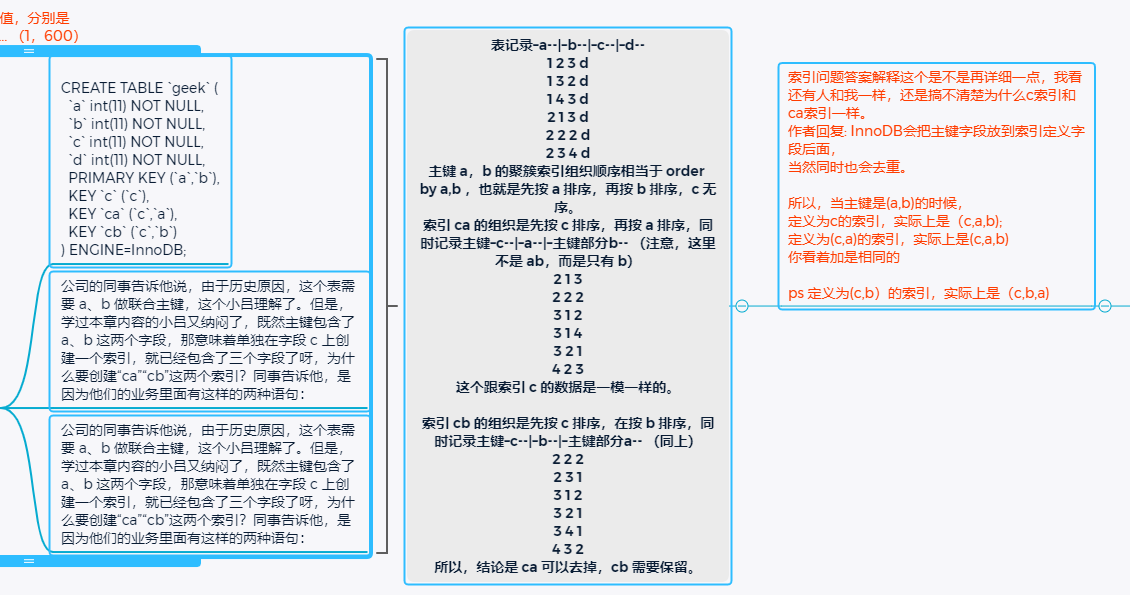 值，分别是
... （1，600）
CREATE TABLE `geek` (
`a` int(11) NOT NULL,
`b` int(11) NOT NULL,
`c` int(11) NOT NULL,
`d` int(11) NOT NULL,
PRIMARY KEY (`a`,`b`),
KEY `c` (`c`),
KEY `ca` (`c`,`a`),
KEY `cb` (`c`,`b`)
) ENGINE=InnoDB;
公司的同事告诉他说，由于历史原因，这个表需
要 a、b 做联合主键，这个小吕理解了。但是，
学过本章内容的小吕又纳闷了，既然主键包含了
a、b 这两个字段，那意味着单独在字段 c 上创
建一个索引，就已经包含了三个字段了呀，为什
么要创建“ca”“cb”这两个索引？同事告诉他，是
因为他们的业务里面有这样的两种语句：
公司的同事告诉他说，由于历史原因，这个表需
要 a、b 做联合主键，这个小吕理解了。但是，
学过本章内容的小吕又纳闷了，既然主键包含了
a、b 这两个字段，那意味着单独在字段 c 上创
建一个索引，就已经包含了三个字段了呀，为什
么要创建“ca”“cb”这两个索引？同事告诉他，是
因为他们的业务里面有这样的两种语句：
表记录–a--|–b--|–c--|–d--
1 2 3 d
1 3 2 d
1 4 3 d
2 1 3 d
2 2 2 d
2 3 4 d
主键 a，b 的聚簇索引组织顺序相当于 order
by a,b ，也就是先按 a 排序，再按 b 排序，c 无
序。
索引 ca 的组织是先按 c 排序，再按 a 排序，同
时记录主键–c--|–a--|–主键部分b-- （注意，这里
不是 ab，而是只有 b）
2 1 3
2 2 2
3 1 2
3 1 4
3 2 1
4 2 3
这个跟索引 c 的数据是一模一样的。
索引 cb 的组织是先按 c 排序，在按 b 排序，同
时记录主键–c--|–b--|–主键部分a-- （同上）
2 2 2
2 3 1
3 1 2
3 2 1
3 4 1
4 3 2
所以，结论是 ca 可以去掉，cb 需要保留。
索引问题答案解释这个是不是再详细一点，我看
还有人和我一样，还是搞不清楚为什么c索引和
ca索引一样。
作者回复: InnoDB会把主键字段放到索引定义字
段后面，
当然同时也会去重。
所以，当主键是(a,b)的时候，
定义为c的索引，实际上是（c,a,b);
定义为(c,a)的索引，实际上是(c,a,b)
你看着加是相同的
ps 定义为(c,b）的索引，实际上是（c,b,a)